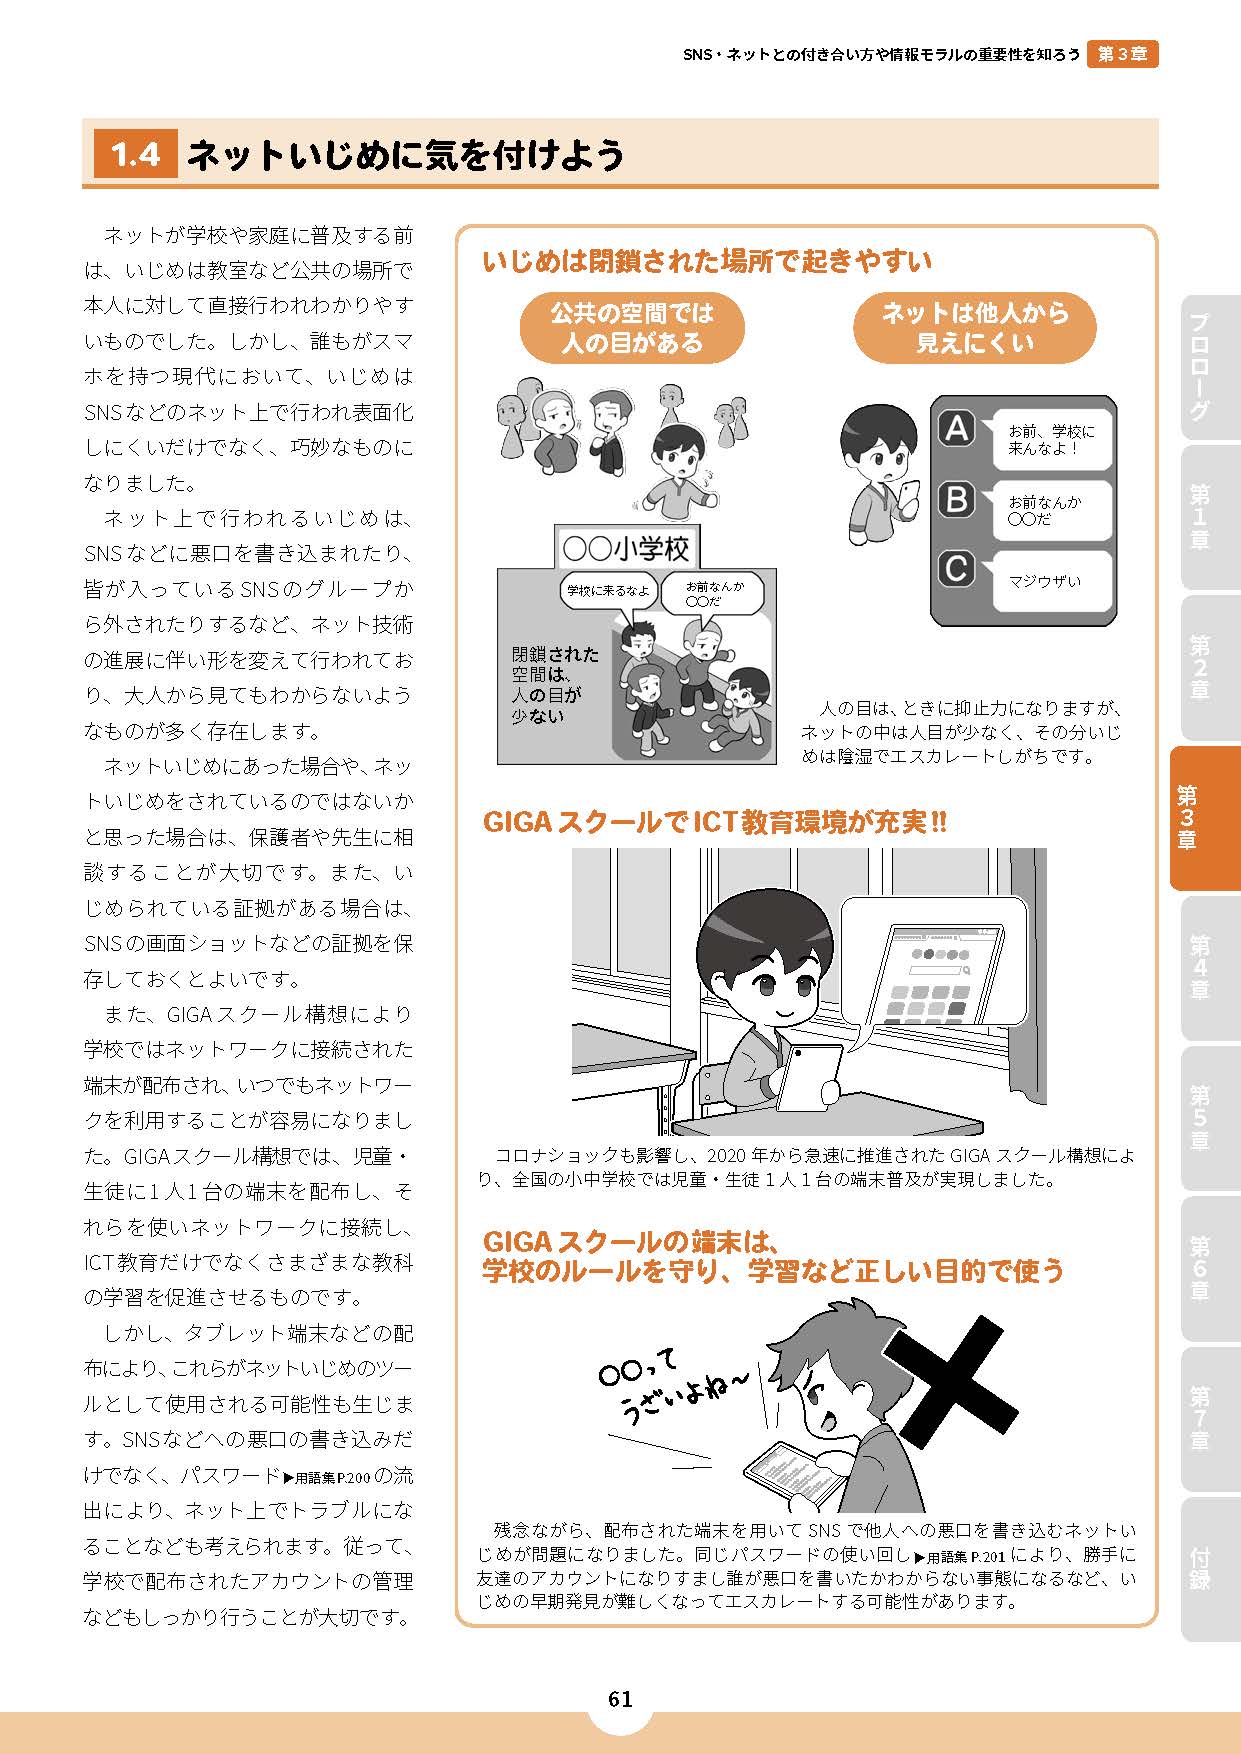 SNS・ネットとの付き合い方や情報モラルの重要性を知ろう 第3章
1.4 ネットいじめに気を付けよう
ネットが学校や家庭に普及する前
は、いじめは教室など公共の場所で
本人に対して直接行われわかりやす
いものでした。しかし、誰もがスマ
ホを持つ現代において、いじめは
SNSなどのネット上で行われ表面化
しにくいだけでなく、巧妙なものに
なりました。
ネット上で行われるいじめは、
SNSなどに悪口を書き込まれたり、
皆が入っているSNSのグループか
ら外されたりするなど、ネット技術
の進展に伴い形を変えて行われてお
り、大人から見てもわからないよう
なものが多く存在します。
ネットいじめにあった場合や、ネッ
トいじめをされているのではないか
と思った場合は、保護者や先生に相
談することが大切です。また、い
じめられている証拠がある場合は、
SNSの画面ショットなどの証拠を保
存しておくとよいです。
また、GIGAスクール構想により
学校ではネットワークに接続された
端末が配布され、いつでもネットワー
クを利用することが容易になりまし
た。GIGAスクール構想では、児童・
生徒に1人1台の端末を配布し、そ
れらを使いネットワークに接続し、
ICT教育だけでなくさまざまな教科
の学習を促進させるものです。
しかし、タブレット端末などの配
布により、これらがネットいじめのツー
ルとして使用される可能性も生じま
す。SNSなどへの悪口の書き込みだ
けでなく、パスワード▶用語集P.200の流
出により、ネット上でトラブルにな
ることなども考えられます。従って、
学校で配布されたアカウントの管理
などもしっかり行うことが大切です。
いじめは閉鎖された場所で起きやすい
公共の空間では
人の目がある
〇〇小学校
学校に来るなよ
お前なんか
〇〇だ
閉鎖された
空間は、
人の目が
少ない
ネットは他人から
見えにくい
A
お前、学校に
来んなよ！
B
お前なんか
〇〇だ
C
マジウザい
人の目は、ときに抑止力になりますが、
ネットの中は人目が少なく、その分いじ
めは陰湿でエスカレートしがちです。
GIGAスクールでICT教育環境が充実!!
コロナショックも影響し、2020年から急速に推進されたGIGAスクール構想によ
り、全国の小中学校では児童・生徒1人1台の端末普及が実現しました。
GIGAスクールの端末は、
学校のルールを守り、学習など正しい目的で使う
〇〇って
うざいよね～
残念ながら、配布された端末を用いてSNSで他人への悪口を書き込むネットい
じめが問題になりました。同じパスワードの使い回し▶用語集P.201により、勝手に
友達のアカウントになりすまし誰が悪口を書いたかわからない事態になるなど、い
じめの早期発見が難しくなってエスカレートする可能性があります。
プロローグ
第1章
第2章
第3章
第4章
第5章
第6章
第7章
付録
61